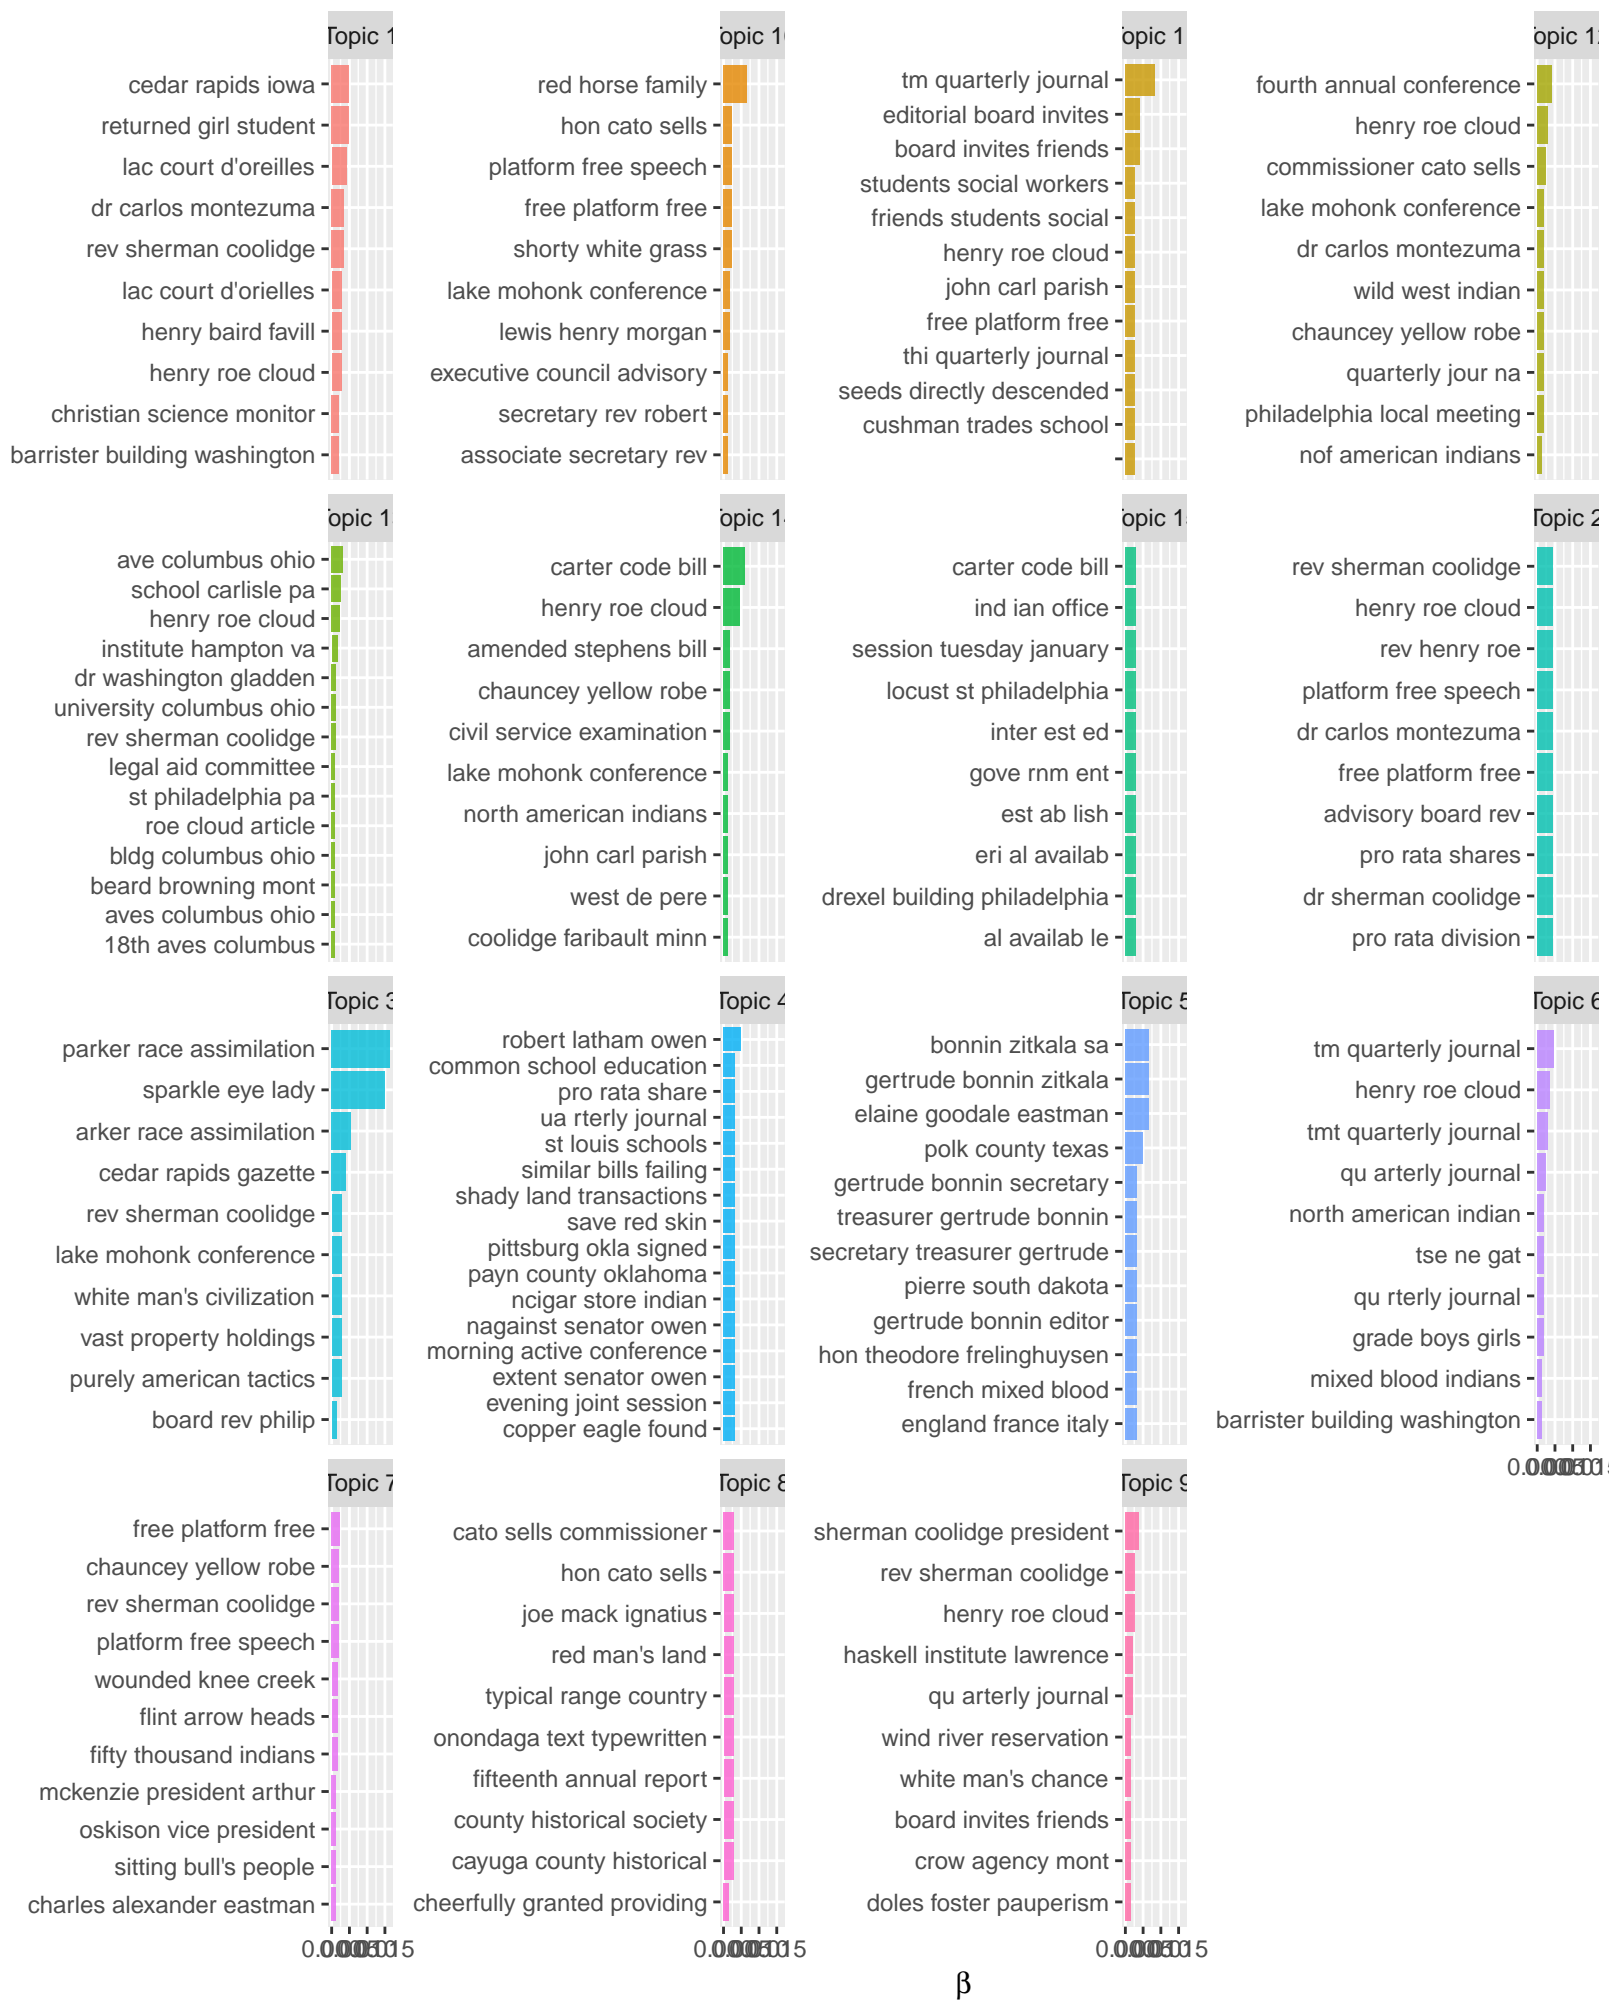 Topic 1
cedar rapids iowa
returned girl student
lac court d'oreilles
dr carlos montezuma
rev sherman coolidge
lac court d'orielles
henry baird favill
henry roe cloud
christian science monitor
barrister building washington
opic 1
red horse family
hon cato sells
platform free speech
free platform free
shorty white grass
lake mohonk conference
lewis henry morgan
executive council advisory
secretary rev robert
associate secretary rev
opic 1
tm quarterly journal
editorial board invites
board invites friends
students social workers
friends students social
henry roe cloud
john carl parish
free platform free
thi quarterly journal
seeds directly descended
cushman trades school
opic 1
fourth annual conference
henry roe cloud
commissioner cato sells
lake mohonk conference
dr carlos montezuma
wild west indian
chauncey yellow robe
quarterly jour na
philadelphia local meeting
nof american indians
opic 1
ave columbus ohio
school carlisle pa
henry roe cloud
institute hampton va
dr washington gladden
university columbus ohio
rev sherman coolidge
legal aid committee
st philadelphia pa
roe cloud article
bldg columbus ohio
beard browning mont
aves columbus ohio
18th aves columbus
opic 1
carter code bill
henry roe cloud
amended stephens bill
chauncey yellow robe
civil service examination
lake mohonk conference
north american indians
john carl parish
west de pere
coolidge faribault minn
opic 1
carter code bill
ind ian office
session tuesday january
locust st philadelphia
inter est ed
gove rnm ent
est ab lish
eri al availab
drexel building philadelphia
al availab le
Topic 2
rev sherman coolidge
henry roe cloud
rev henry roe
platform free speech
dr carlos montezuma
free platform free
advisory board rev
pro rata shares
dr sherman coolidge
pro rata division
Topic 3
parker race assimilation
sparkle eye lady
arker race assimilation
cedar rapids gazette
rev sherman coolidge
lake mohonk conference
white man's civilization
vast property holdings
purely american tactics
board rev philip
Topic 4
robert latham owen
common school education
pro rata share
ua rterly journal
st louis schools
similar bills failing
shady land transactions
save red skin
pittsburg okla signed
payn county oklahoma
ncigar store indian
nagainst senator owen
morning active conference
extent senator owen
evening joint session
copper eagle found
Topic 5
bonnin zitkala sa
gertrude bonnin zitkala
elaine goodale eastman
polk county texas
gertrude bonnin secretary
treasurer gertrude bonnin
secretary treasurer gertrude
pierre south dakota
gertrude bonnin editor
hon theodore frelinghuysen
french mixed blood
england france italy
Topic 6
tm quarterly journal
henry roe cloud
tmt quarterly journal
qu arterly journal
north american indian
tse ne gat
qu rterly journal
grade boys girls
mixed blood indians
barrister building washington
Topic 7
free platform free
chauncey yellow robe
rev sherman coolidge
platform free speech
wounded knee creek
flint arrow heads
fifty thousand indians
mckenzie president arthur
oskison vice president
sitting bull's people
charles alexander eastman
Topic 8
cato sells commissioner
hon cato sells
joe mack ignatius
red man's land
typical range country
onondaga text typewritten
fifteenth annual report
county historical society
cayuga county historical
cheerfully granted providing
Topic 9
sherman coolidge president
rev sherman coolidge
henry roe cloud
haskell institute lawrence
qu arterly journal
wind river reservation
white man's chance
board invites friends
crow agency mont
doles foster pauperism
β